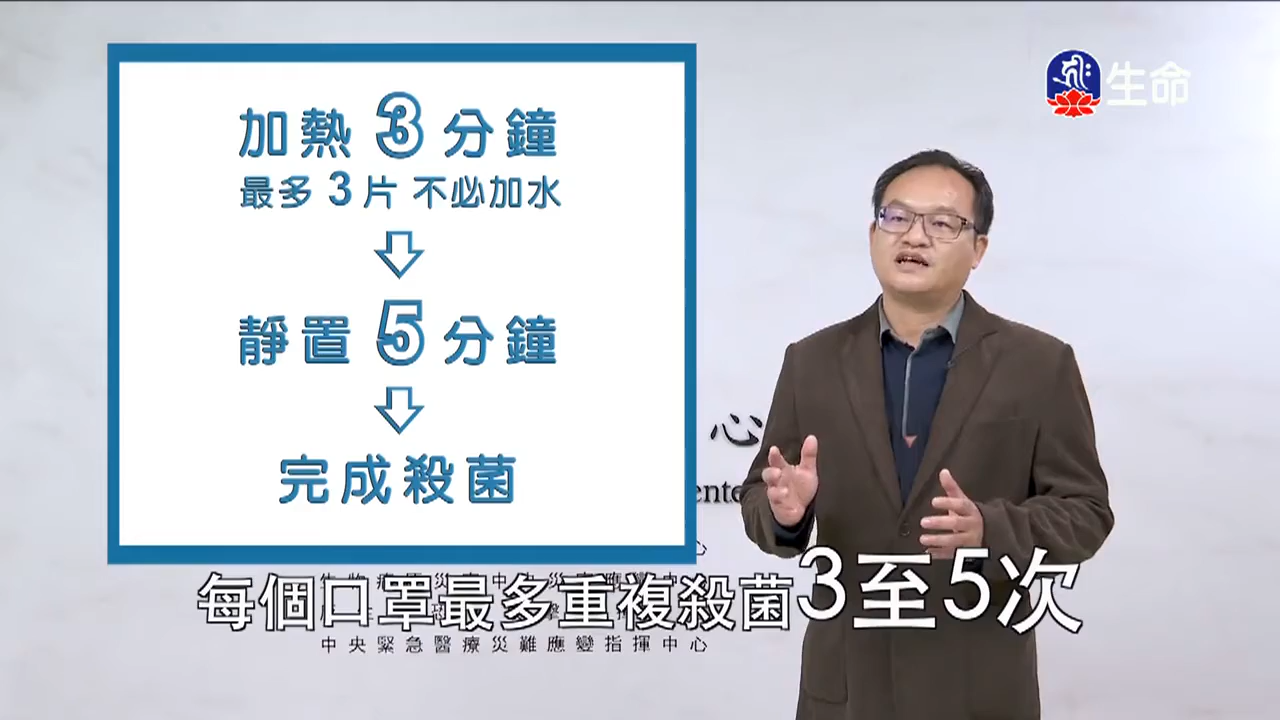 生命
加熱 3 分鐘
最多 3 片 不必加水
靜置 5 分鐘
完成殺菌
心
ente
每個口罩最多重複殺菌3至5次
中央緊急醫療災難應變指揮中心